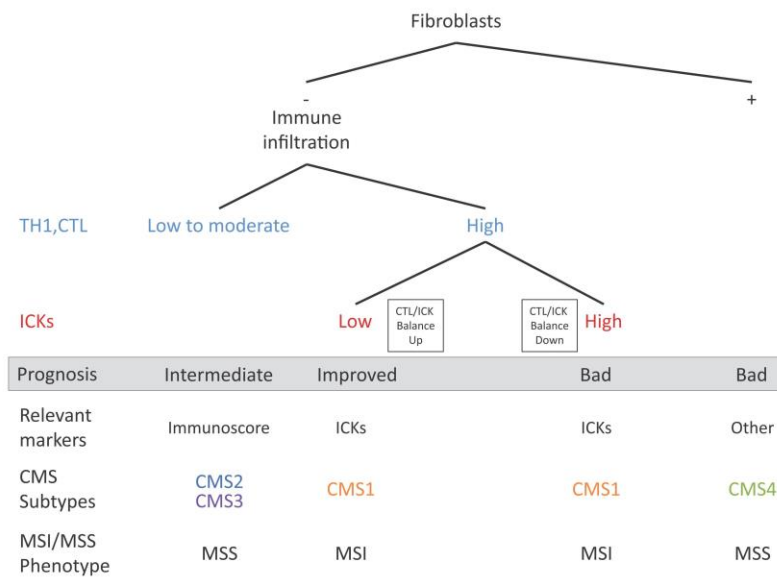 Fibroblasts
- +
Immune
infiltration
TH1,CTL Low to moderate High
ICKs Low CTL/ICK Balance Up CTL/ICK Balance Down High
Prognosis Intermediate Improved Bad Bad
Relevant
markers Immunoscore ICKs ICKs Other
CMS
Subtypes CMS2
CMS3 CMS1 CMS1 CMS4
MSI/MSS
Phenotype MSS MSI MSI MSS